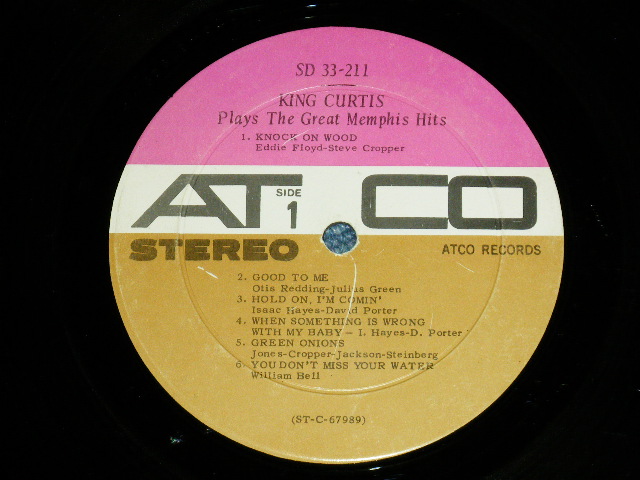 SD 33-211
KING CURTIS
Plays The Great Memphis Hits
1. KNOCK ON WOOD
Eddie Floyd-Steve Cropper
ATCO
SIDE
1
STEREO
ATCO RECORDS
2. GOOD TO ME
Otis Redding-Julius Green
3. HOLD ON, I'M COMIN'
Isaac Hayes-David Porter
4. WHEN SOMETHING IS WRONG
WITH MY BABY - I. Hayes-D. Porter
5. GREEN ONIONS
Jones-Cropper-Jackson-Steinberg
6. YOU DON'T MISS YOUR WATER
William Bell
(ST-C-67989)